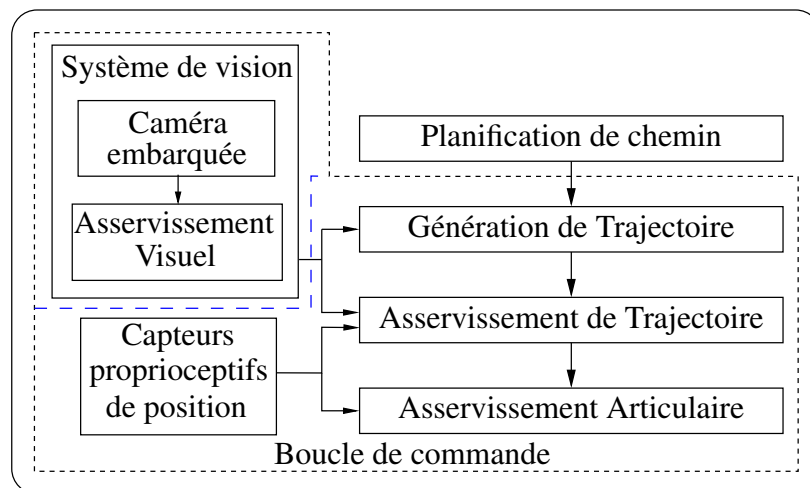 Système de vision
Caméra
embarquée
Asservissement
Visuel
Planification de chemin
Génération de Trajectoire
Asservissement de Trajectoire
Capteurs
proprioceptifs
de position
Asservissement Articulaire
Boucle de commande